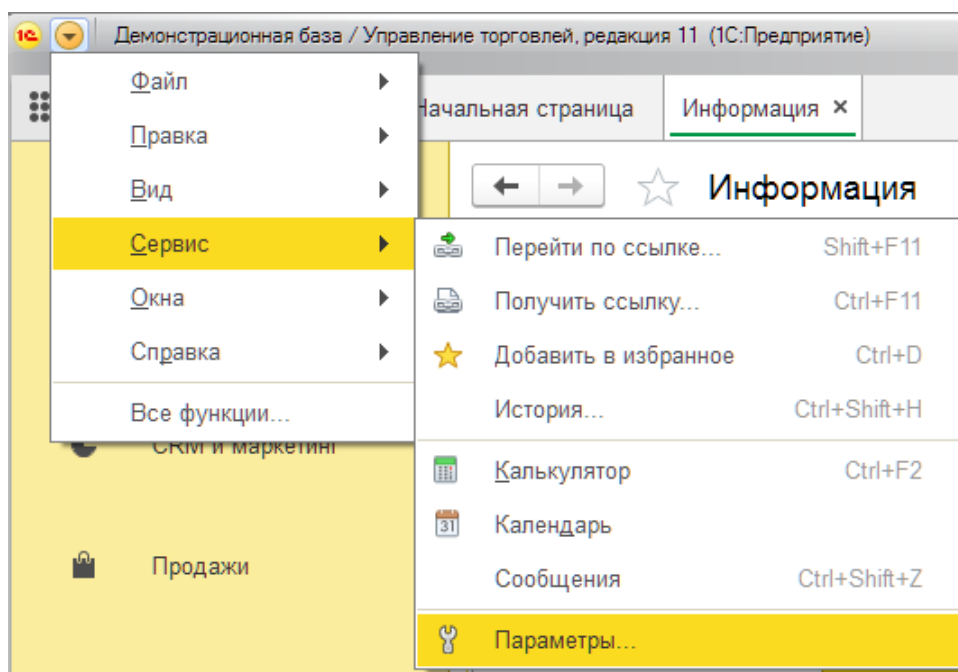 1С Демонстрационная база / Управление торговлей, редакция 11 (1С:Предприятие)
Начальная страница Информация ×
Файл
Правка
Вид
Сервис
Окна
Справка
Все функции...
Информация
Перейти по ссылке... Shift+F11
Получить ссылку... Ctrl+F11
Добавить в избранное Ctrl+D
История... Ctrl+Shift+H
Калькулятор Ctrl+F2
31 Календарь
Сообщения Ctrl+Shift+Z
Параметры...
CRM и маркетинг
Продажи